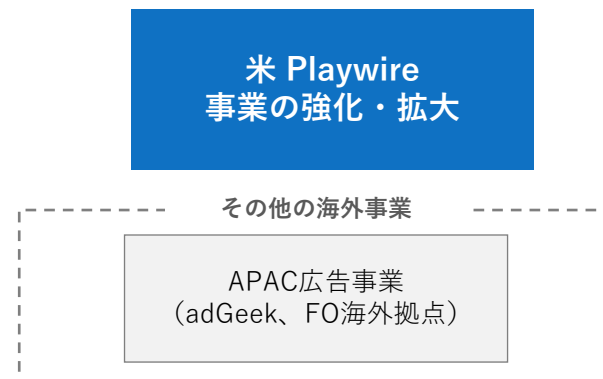 米 Playwire
事業の強化・拡大
その他の海外事業
APAC広告事業
（adGeek、FO海外拠点）